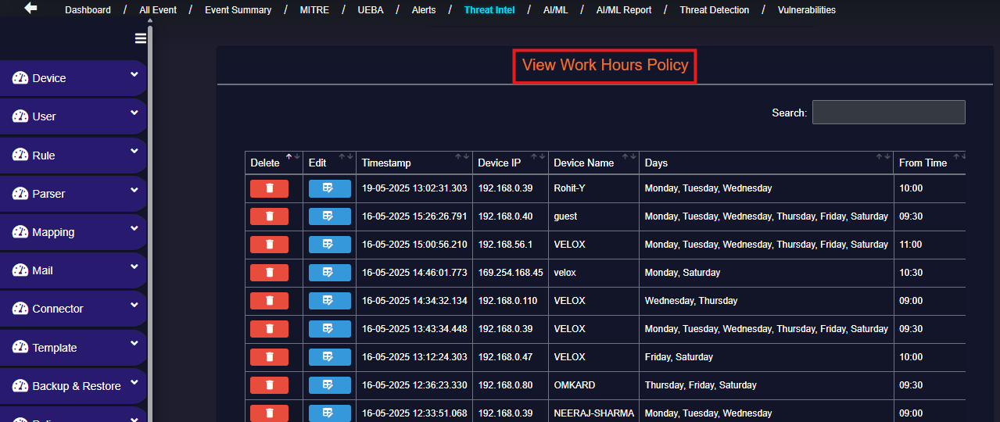 Dashboard / All Event / Event Summary / MITRE / UEBA / Alerts / Threat Intel / AI/ML / AI/ML Report / Threat Detection / Vulnerabilities
Device
User
Rule
Parser
Mapping
Mail
Connector
Template
Backup & Restore
View Work Hours Policy
Search:
Delete Edit Timestamp Device IP Device Name Days From Time
19-05-2025 13:02:31.303 192.168.0.39 Rohit-Y Monday, Tuesday, Wednesday 10:00
16-05-2025 15:26:26.791 192.168.0.40 guest Monday, Tuesday, Wednesday, Thursday, Friday, Saturday 09:30
16-05-2025 15:00:56.210 192.168.56.1 VELOX Monday, Tuesday, Wednesday, Thursday, Friday, Saturday 11:00
16-05-2025 14:46:01.773 169.254.168.45 velox Monday, Saturday 10:30
16-05-2025 14:34:32.134 192.168.0.110 VELOX Wednesday, Thursday 09:00
16-05-2025 13:43:34.448 192.168.0.39 VELOX Monday, Tuesday, Wednesday, Thursday, Friday, Saturday 09:30
16-05-2025 13:12:24.303 192.168.0.47 VELOX Friday, Saturday 10:00
16-05-2025 12:36:23.330 192.168.0.80 OMKARD Thursday, Friday, Saturday 09:30
16-05-2025 12:33:51.068 192.168.0.39 NEERAJ-SHARMA Monday, Tuesday, Wednesday 09:00